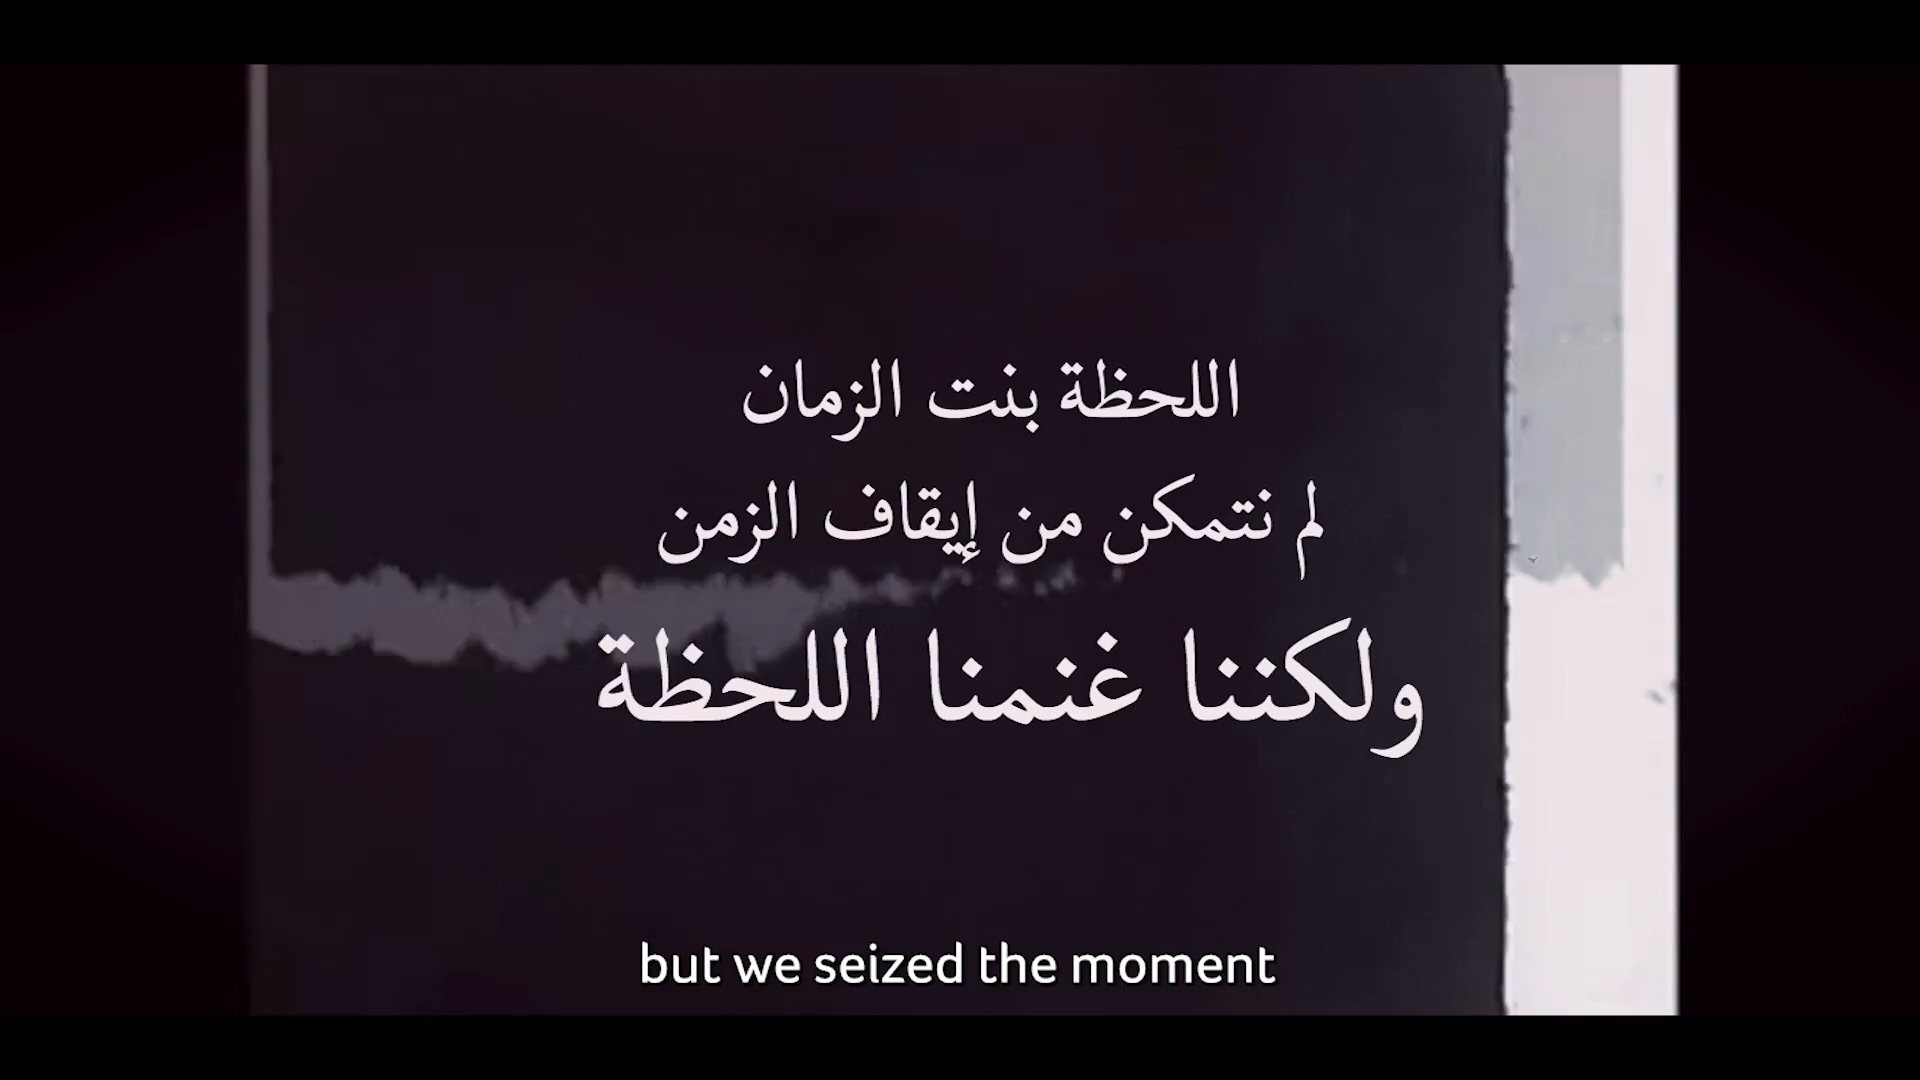 اللحظة بنت الزمان
لم نتمكن من إيقاف الزمن
ولكننا غنمنا اللحظة
but we seized the moment